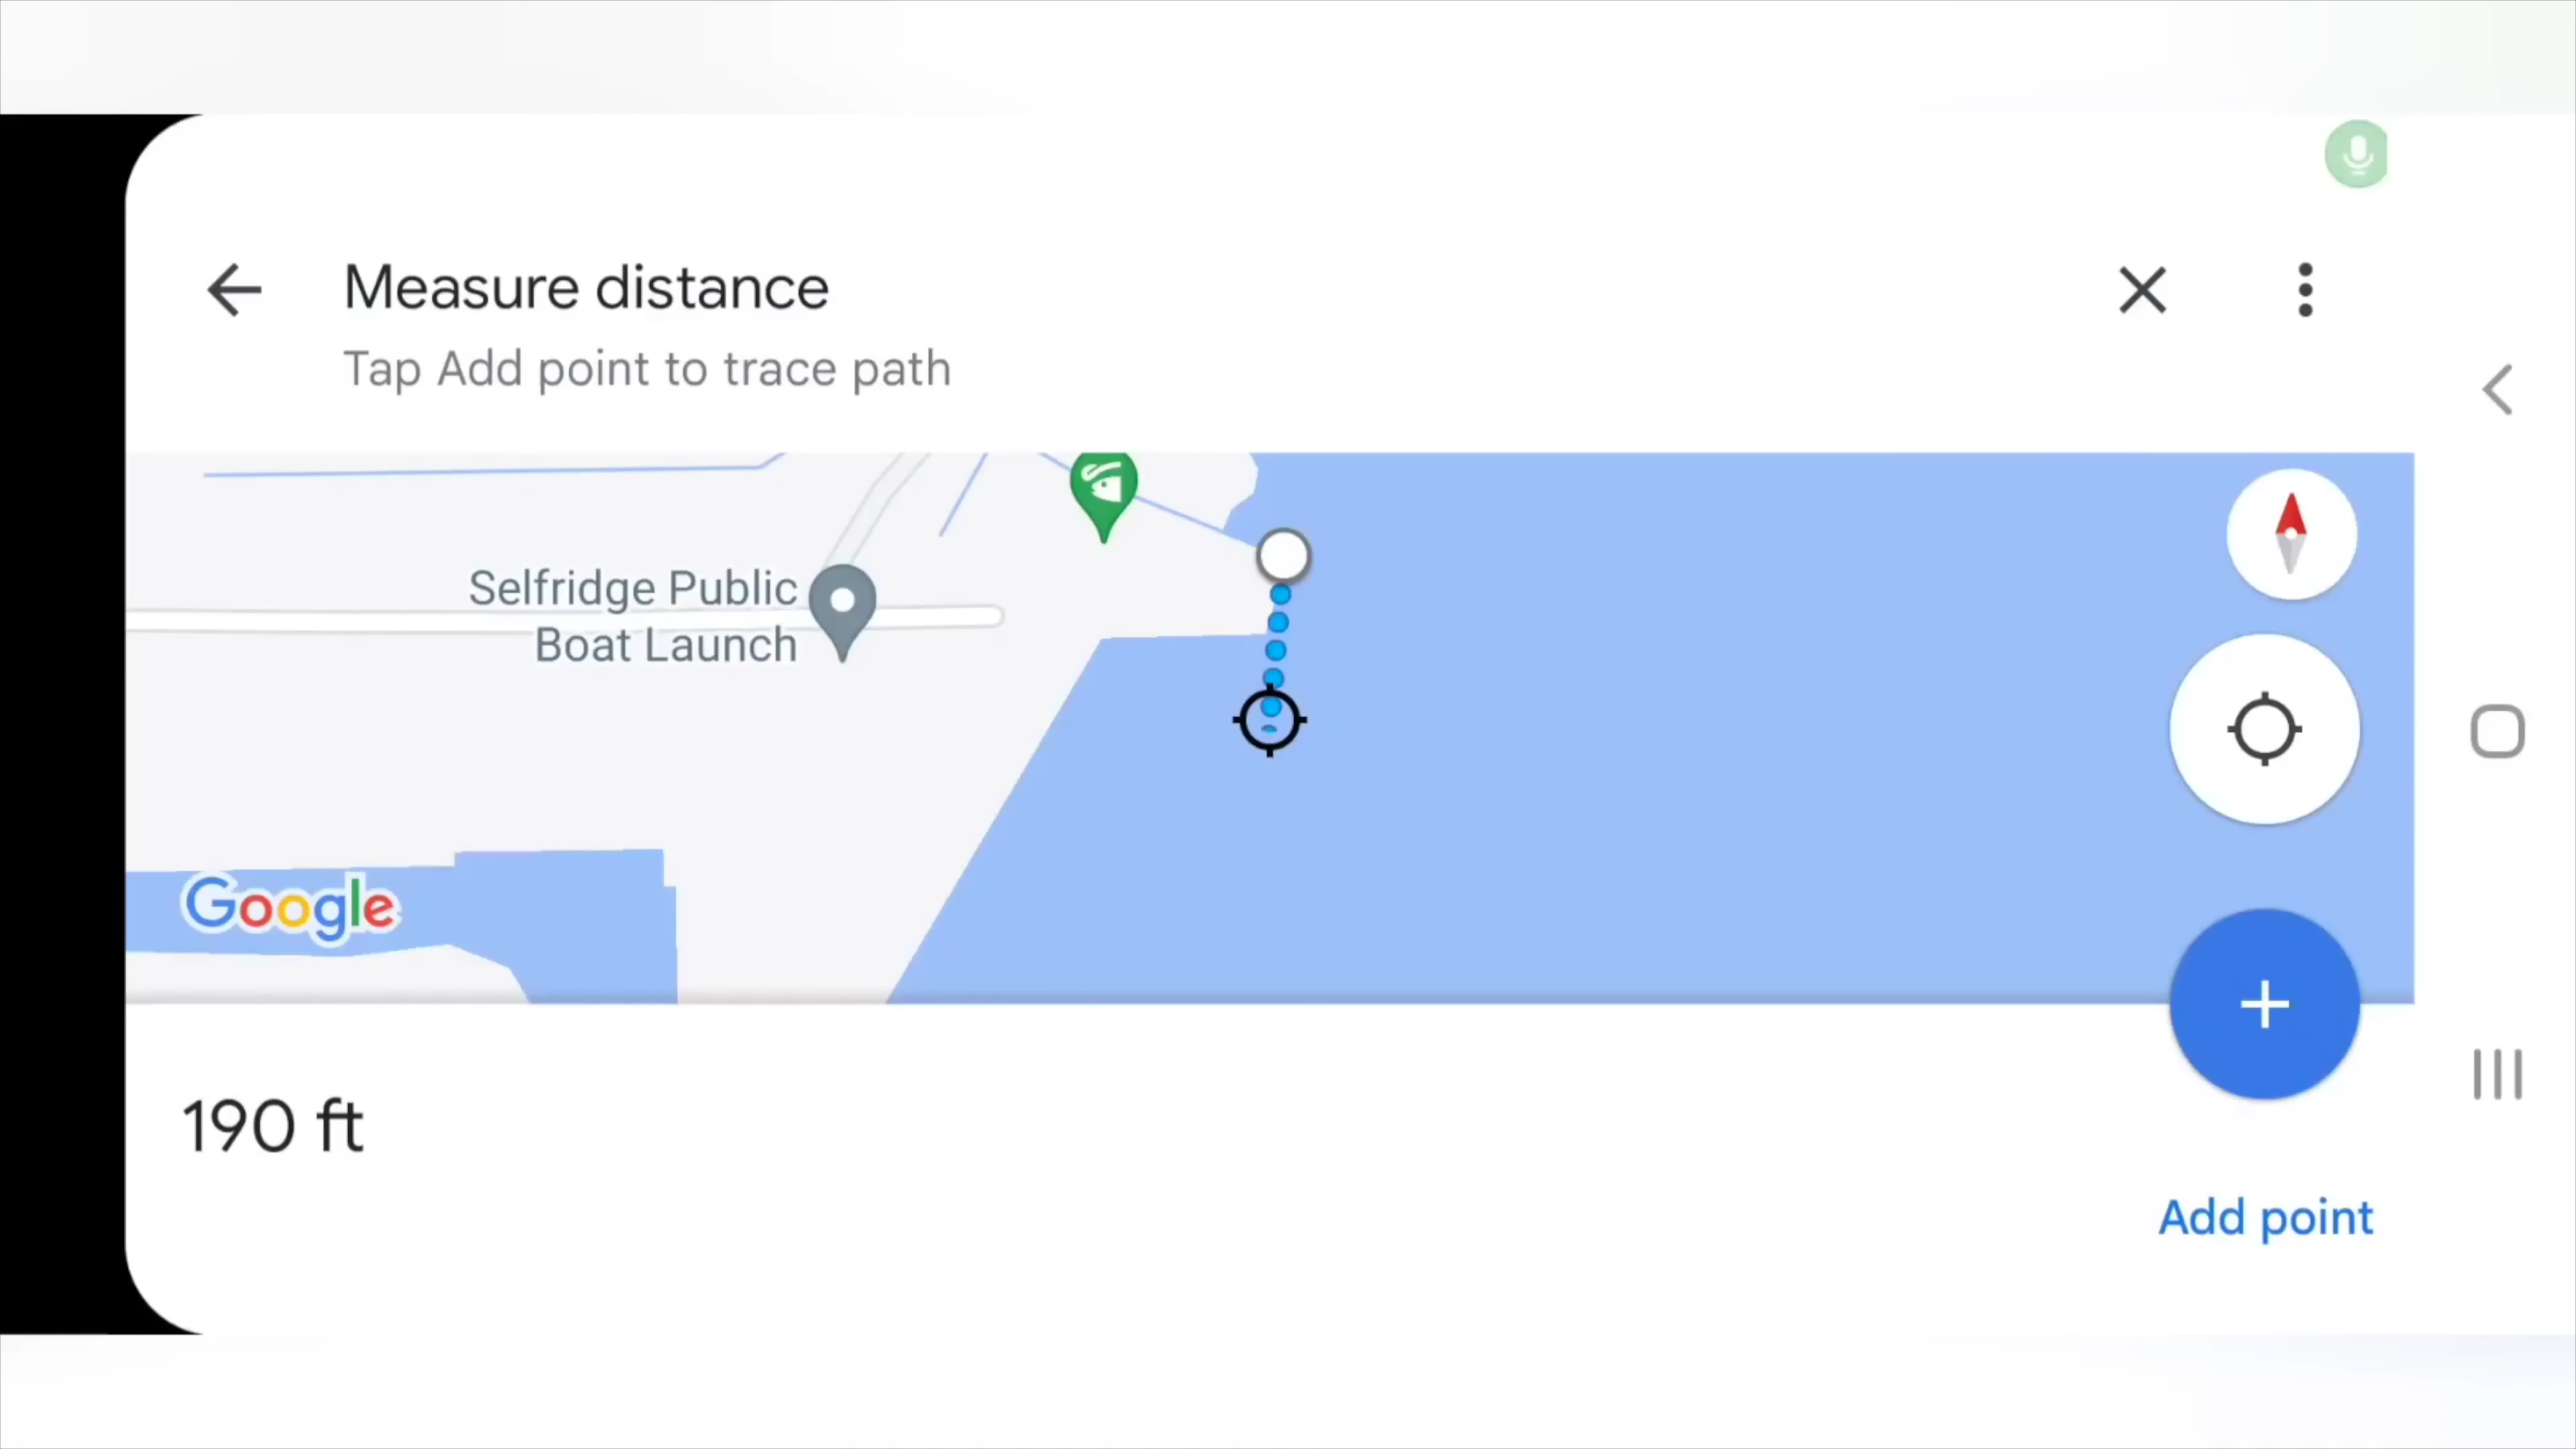 Measure distance
Tap Add point to trace path
Selfridge Public
Boat Launch
Google
190 ft
Add point